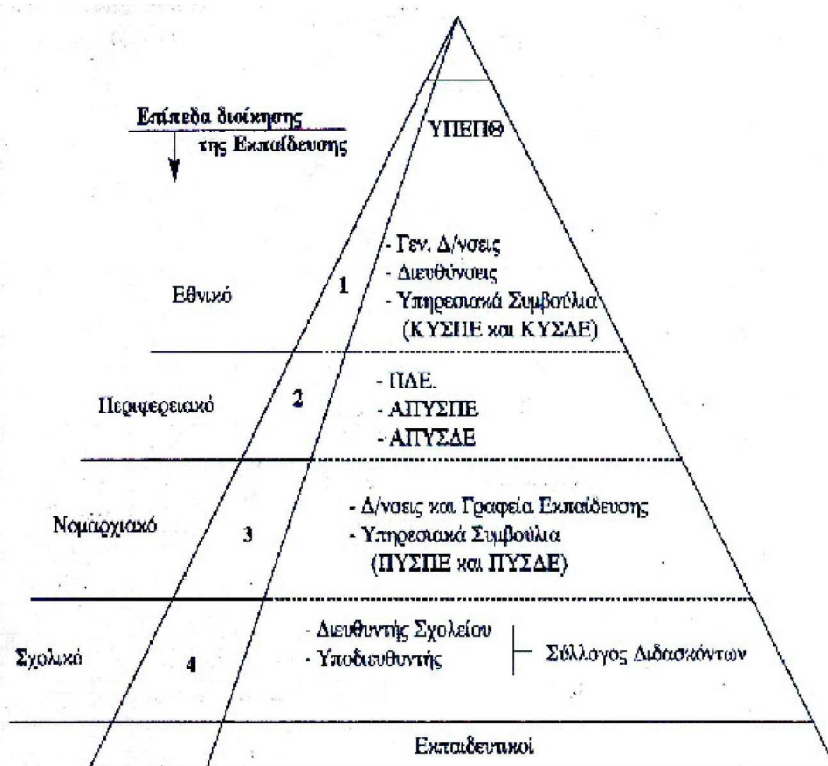 Επίπεδα διοίκησης
της Εκπαίδευσης
ΥΠΕΠΘ
Εθνικό
1
- Γεν. Δ/νσεις
- Διευθύνσεις
- Υπηρεσιακά Συμβούλια
(ΚΥΣΠΕ και ΚΥΣΔΕ)
Περιφερειακό
2
- ΠΔΕ.
- ΑΠΥΣΠΕ
- ΑΠΥΣΔΕ
Νομαρχιακό
3
- Δ/νσεις και Γραφεία Εκπαίδευσης
- Υπηρεσιακά Συμβούλια
(ΠΥΣΠΕ και ΠΥΣΔΕ)
Σχολικό
4
- Διευθυντής Σχολείου
- Υποδιευθυντής
Σύλλογος Διδασκόντων
Εκπαιδευτικοί